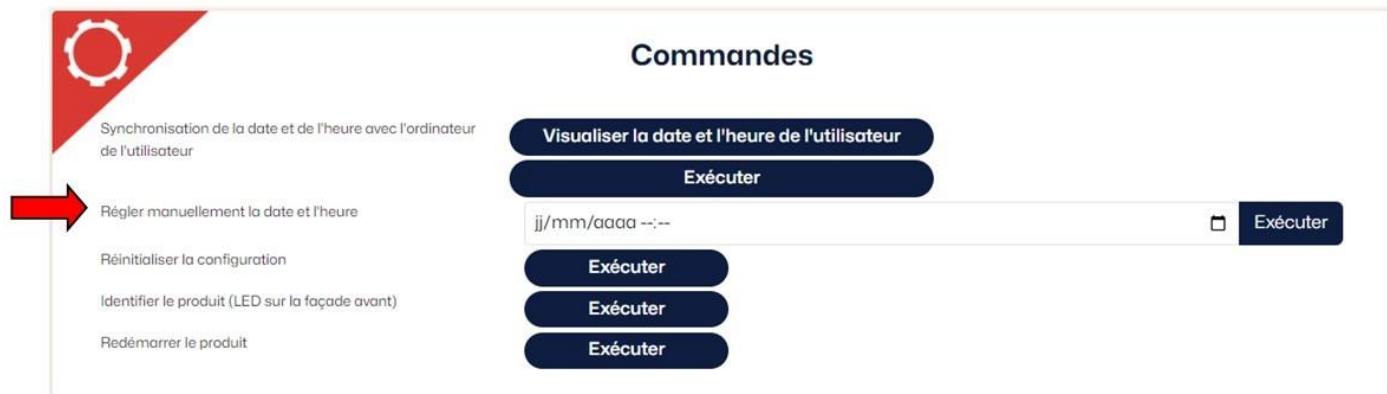 Commandes
Synchronisation de la date et de l'heure avec l'ordinateur
de l'utilisateur
Visualiser la date et l'heure de l'utilisateur
Exécuter
Régler manuellement la date et l'heure
jj/mm/aaaa --:--
Exécuter
Réinitialiser la configuration
Exécuter
Identifier le produit (LED sur la façade avant)
Exécuter
Redémarrer le produit
Exécuter